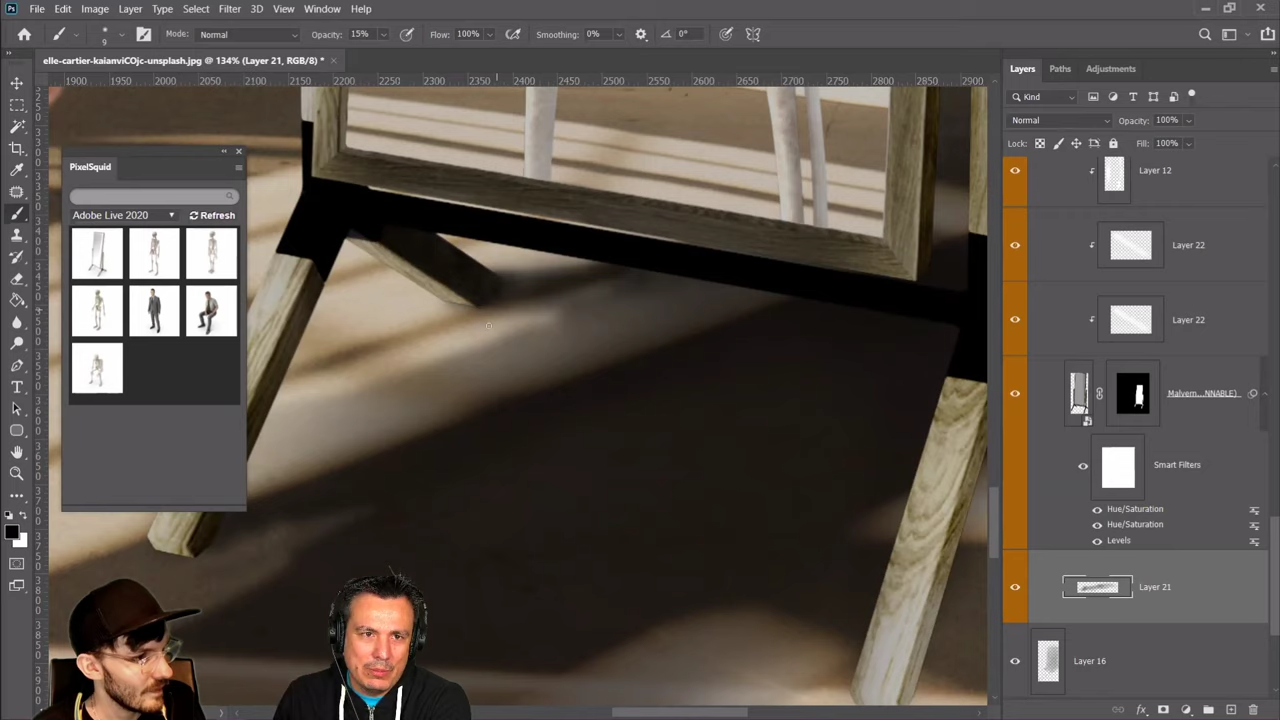 File Edit Image Layer Type Select Filter 3D View Window Help
Mode: Normal Opacity: 15% Flow: 100% Smoothing: 0% 0°
9
elle-cartier-kaianviCOjc-unsplash.jpg @ 134% (Layer 21, RGB/8) *
1900 1950 2000 2050 2100 2150 2200 2250 2300 2350 2400 2450 2500 2550 2600 2650 2700 2750 2800 2850 2900
PixelSquid
Adobe Live 2020 Refresh
Layers Paths Adjustments
Kind
Normal Opacity: 100%
Lock: Fill: 100%
Layer 12
Layer 22
Layer 22
Malvern...NNABLE)
Smart Filters
Hue/Saturation
Hue/Saturation
Levels
Layer 21
Layer 16